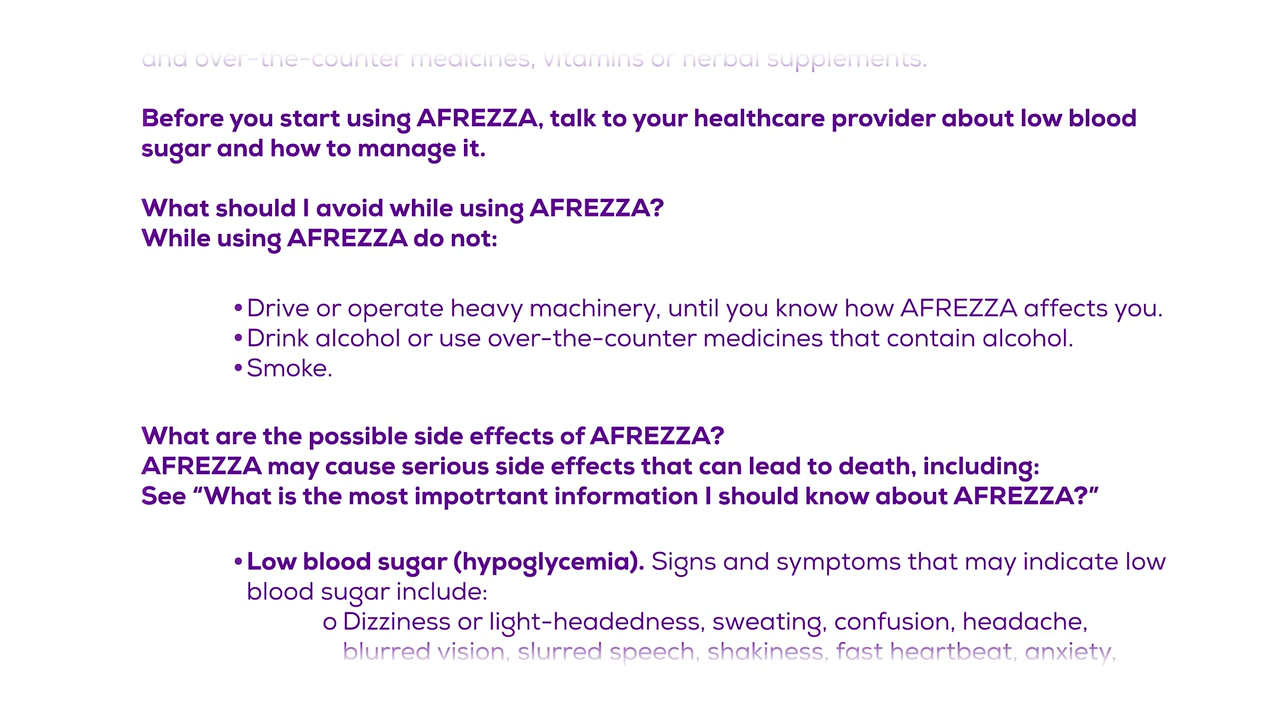 and over-the-counter medicines, vitamins or herbal supplements.
Before you start using AFREZZA, talk to your healthcare provider about low blood
sugar and how to manage it.
What should I avoid while using AFREZZA?
While using AFREZZA do not:
• Drive or operate heavy machinery, until you know how AFREZZA affects you.
• Drink alcohol or use over-the-counter medicines that contain alcohol.
• Smoke.
What are the possible side effects of AFREZZA?
AFREZZA may cause serious side effects that can lead to death, including:
See “What is the most impotrtant information I should know about AFREZZA?”
• Low blood sugar (hypoglycemia). Signs and symptoms that may indicate low
blood sugar include:
o Dizziness or light-headedness, sweating, confusion, headache,
blurred vision, slurred speech, shakiness, fast heartbeat, anxiety,